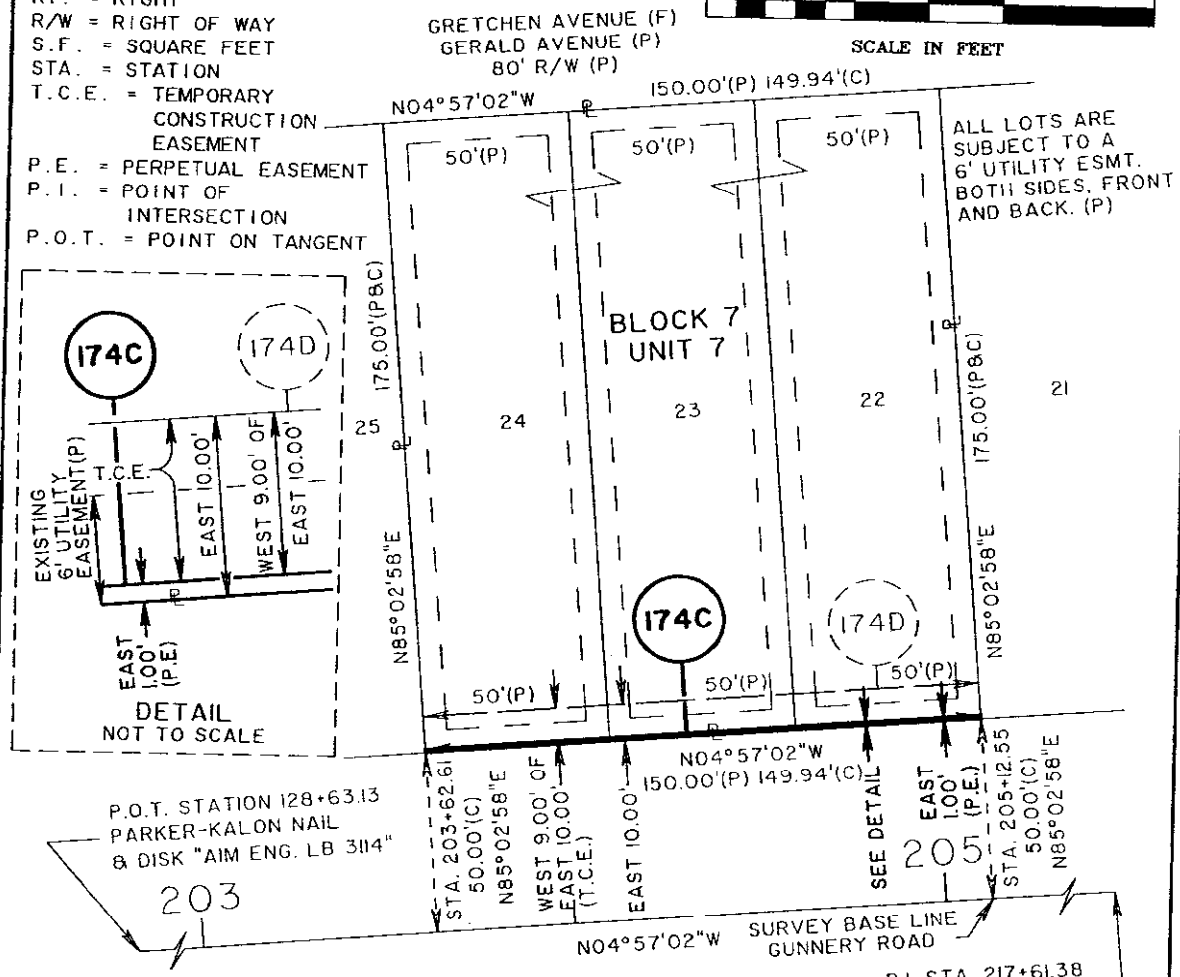 RT. = RIGHT
R/W = RIGHT OF WAY
S.F. = SQUARE FEET
STA. = STATION
T.C.E. = TEMPORARY
CONSTRUCTION
EASEMENT
P.E. = PERPETUAL EASEMENT
P.I. = POINT OF
INTERSECTION
P.O.T. = POINT ON TANGENT
GRETCHEN AVENUE (F)
GERALD AVENUE (P)
80' R/W (P)
SCALE IN FEET
N04°57'02"W
150.00'(P) 149.94'(C)
50'(P)
50'(P)
50'(P)
ALL LOTS ARE
SUBJECT TO A
6' UTILITY ESMT.
BOTH SIDES, FRONT
AND BACK. (P)
175.00'(P&C)
N85°02'58"E
25
24
23
22
21
BLOCK 7
UNIT 7
175.00'(P&C)
N85°02'58"E
174C
174D
T.C.E.
EXISTING
6' UTILITY
EASEMENT(P)
EAST 10.00'
WEST 9.00' OF
EAST 10.00'
EAST
1.00'
(P.E.)
DETAIL
NOT TO SCALE
174C
174D
50'(P)
50'(P)
50'(P)
N04°57'02"W
150.00'(P) 149.94'(C)
P.O.T. STATION 128+63.13
PARKER-KALON NAIL
& DISK "AIM ENG. LB 3114"
203
STA. 203+62.61
50.00'(C)
N85°02'58"E
WEST 9.00' OF
EAST 10.00'
(T.C.E.)
EAST 10.00'
SEE DETAIL
EAST
1.00'
(P.E.)
205
STA. 205+12.55
50.00'(C)
N85°02'58"E
N04°57'02"W
SURVEY BASE LINE
GUNNERY ROAD
P.I. STA. 217+61.38